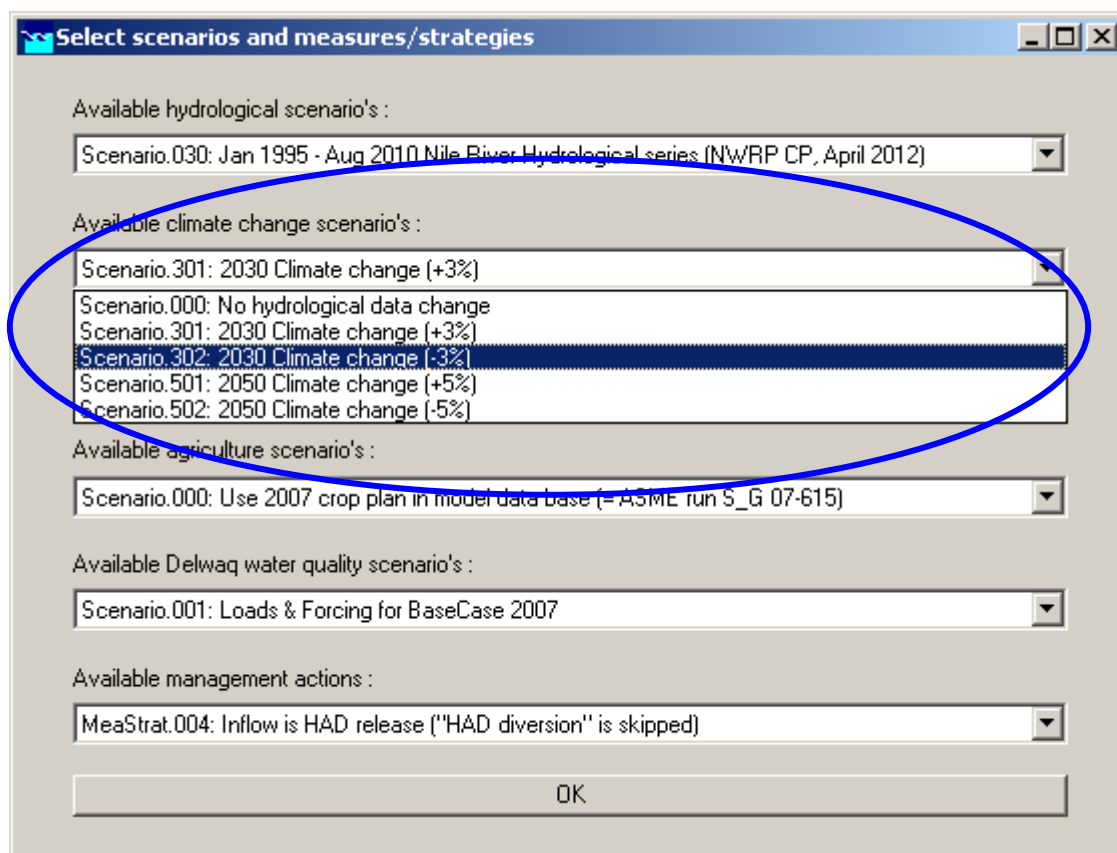 Select scenarios and measures/strategies
Available hydrological scenario's :
Scenario.030: Jan 1995 - Aug 2010 Nile River Hydrological series (NWRP CP, April 2012)
Available climate change scenario's :
Scenario.301: 2030 Climate change (+3%)
Scenario.000: No hydrological data change
Scenario.301: 2030 Climate change (+3%)
Scenario.302: 2030 Climate change (-3%)
Scenario.501: 2050 Climate change (+5%)
Scenario.502: 2050 Climate change (-5%)
Available agriculture scenario's :
Scenario.000: Use 2007 crop plan in model data base (= ASME run S_G 07-615)
Available Delwaq water quality scenario's :
Scenario.001: Loads & Forcing for BaseCase 2007
Available management actions :
MeaStrat.004: Inflow is HAD release ("HAD diversion" is skipped)
OK